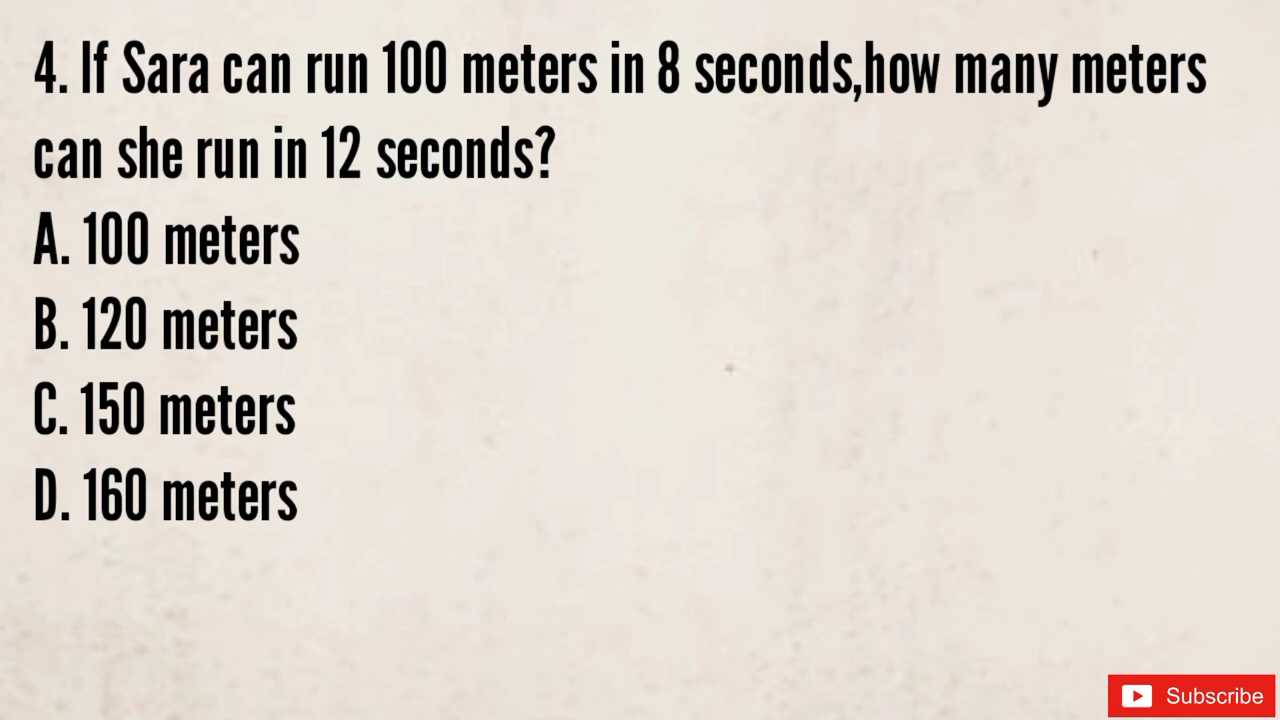 4. If Sara can run 100 meters in 8 seconds,how many meters
can she run in 12 seconds?
A. 100 meters
B. 120 meters
C. 150 meters
D. 160 meters
Subscribe